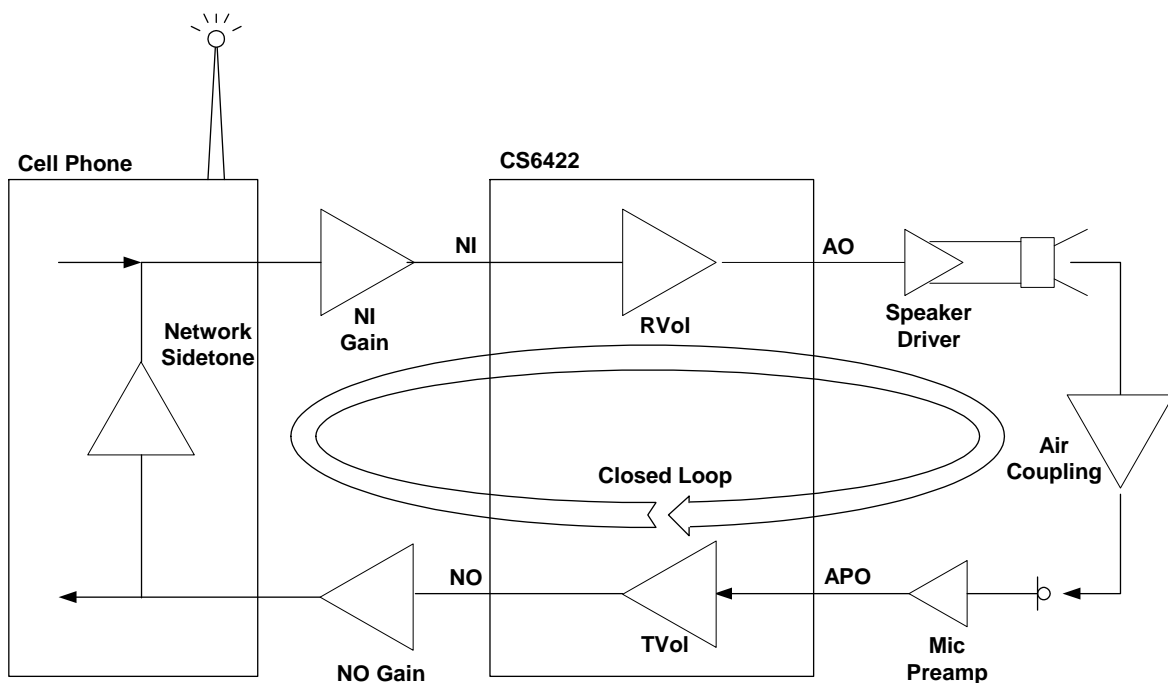 Cell Phone
CS6422
NI
AO
NI
Gain
RVol
Speaker
Driver
Network
Sidetone
Closed Loop
Air
Coupling
NO
APO
NO Gain
TVol
Mic
Preamp